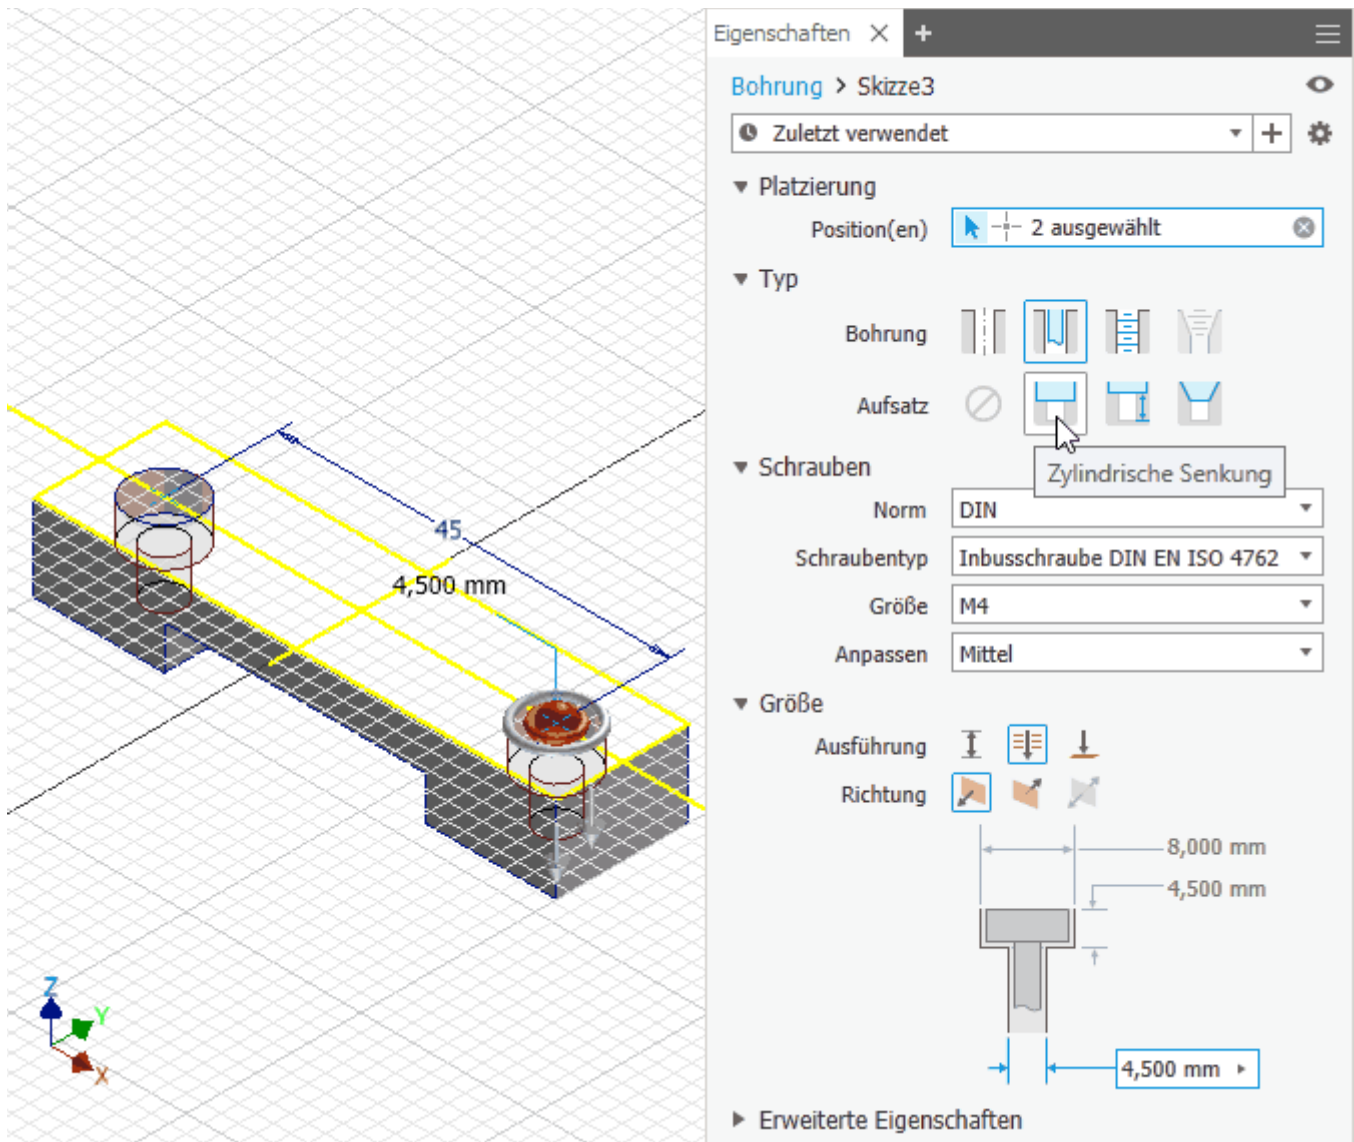 Eigenschaften
Bohrung > Skizze3
Zuletzt verwendet
Platzierung
Position(en) 2 ausgewählt
Typ
Bohrung
Aufsatz
Zylindrische Senkung
Schrauben
Norm DIN
Schraubentyp Inbusschraube DIN EN ISO 4762
Größe M4
Anpassen Mittel
Größe
Ausführung
Richtung
8,000 mm
4,500 mm
4,500 mm
Erweiterte Eigenschaften
45
4,500 mm
Z
Y
X